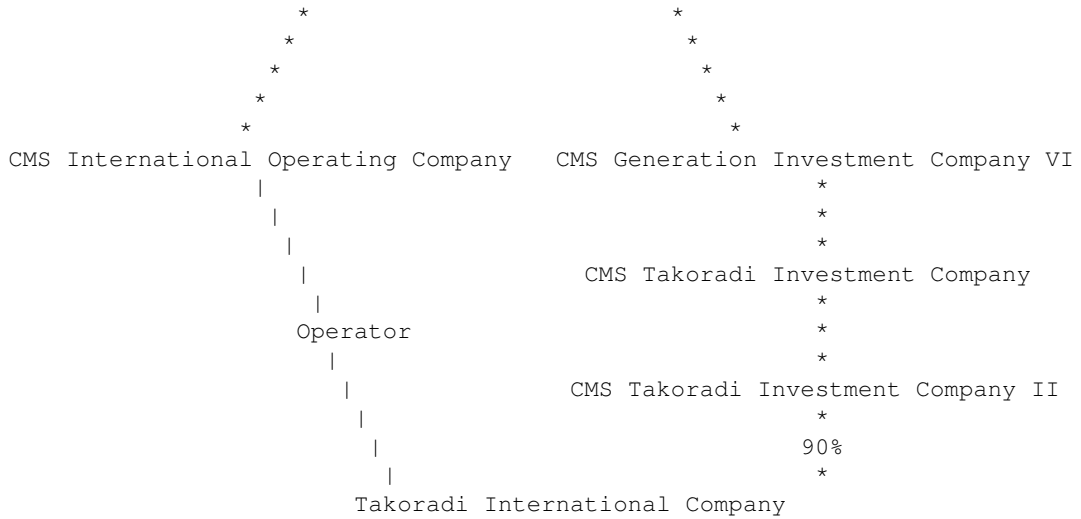 * *
* *
* *
* *
* *
CMS International Operating Company CMS Generation Investment Company VI
| *
| *
| *
| CMS Takoradi Investment Company
| *
Operator *
| *
| CMS Takoradi Investment Company II
| *
| 90%
| *
Takoradi International Company